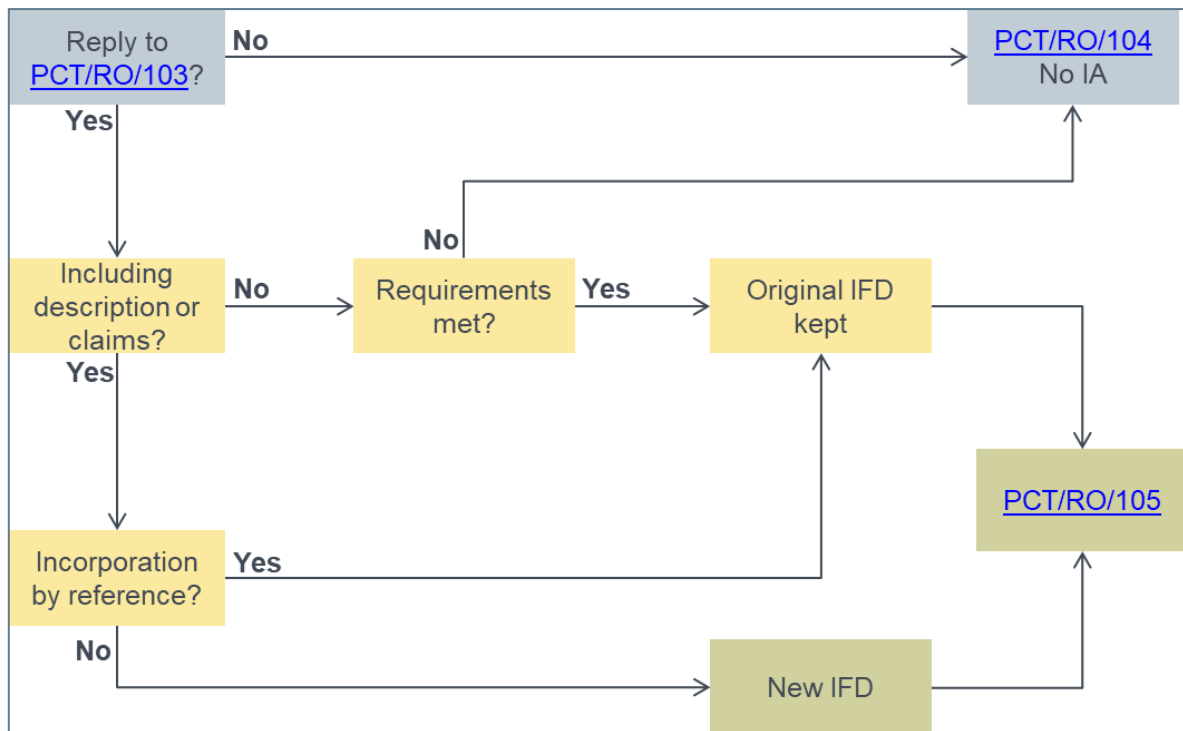 Reply to
PCT/RO/103?
No
PCT/RO/104
No IA
Yes
No
Including
description or
claims?
No
Requirements
met?
Yes
Original IFD
kept
Yes
PCT/RO/105
Incorporation
by reference?
Yes
No
New IFD